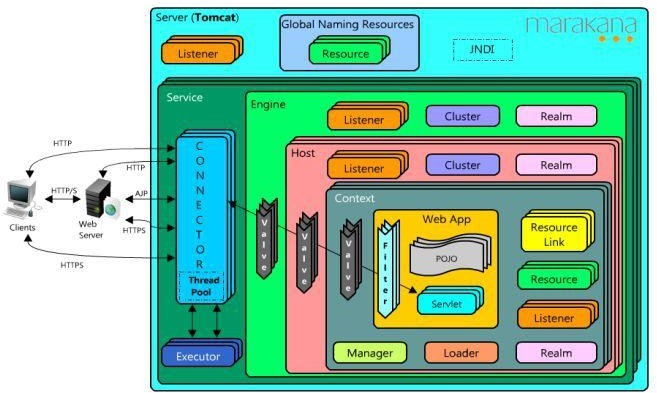 Server (Tomcat)
Global Naming Resources
marakana
Listener
Resource
JNDI
Service
Engine
Listener
Cluster
Realm
Host
Listener
Cluster
Realm
Context
Web App
POJO
Servlet
Resource
Link
Resource
Listener
Manager
Loader
Realm
CONNECTOR
Thread
Pool
Executor
Valve
Valve
Valve
Filter
HTTP
HTTP
HTTP/S
AJP
HTTPS
HTTPS
Clients
Web
Server